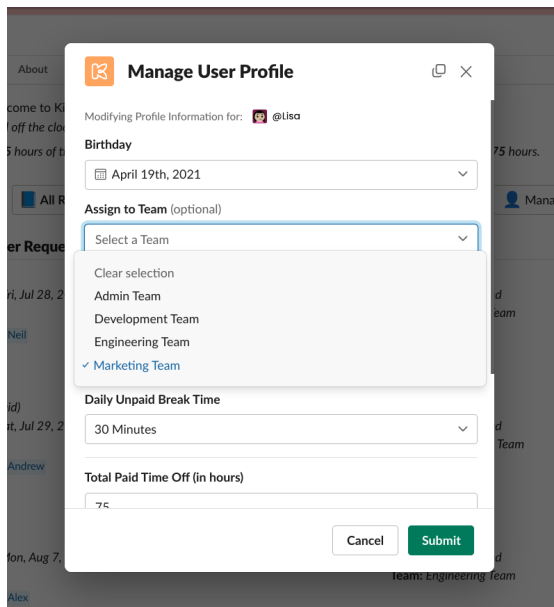 About
Manage User Profile
Modifying Profile Information for: @Lisa
come to Ki
Birthday
off the clo
5 hours of ti
75 hours.
April 19th, 2021
All R
Mana
Assign to Team (optional)
Select a Team
er Reque
Clear selection
Admin Team
ri, Jul 28, 2
d
Development Team
eam
Neil
Engineering Team
Marketing Team
Daily Unpaid Break Time
id)
at, Jul 29, 2
d
30 Minutes
Team
Andrew
Total Paid Time Off (in hours)
75
Cancel
Submit
Mon, Aug 7,
d
Team: Engineering Team
Alex